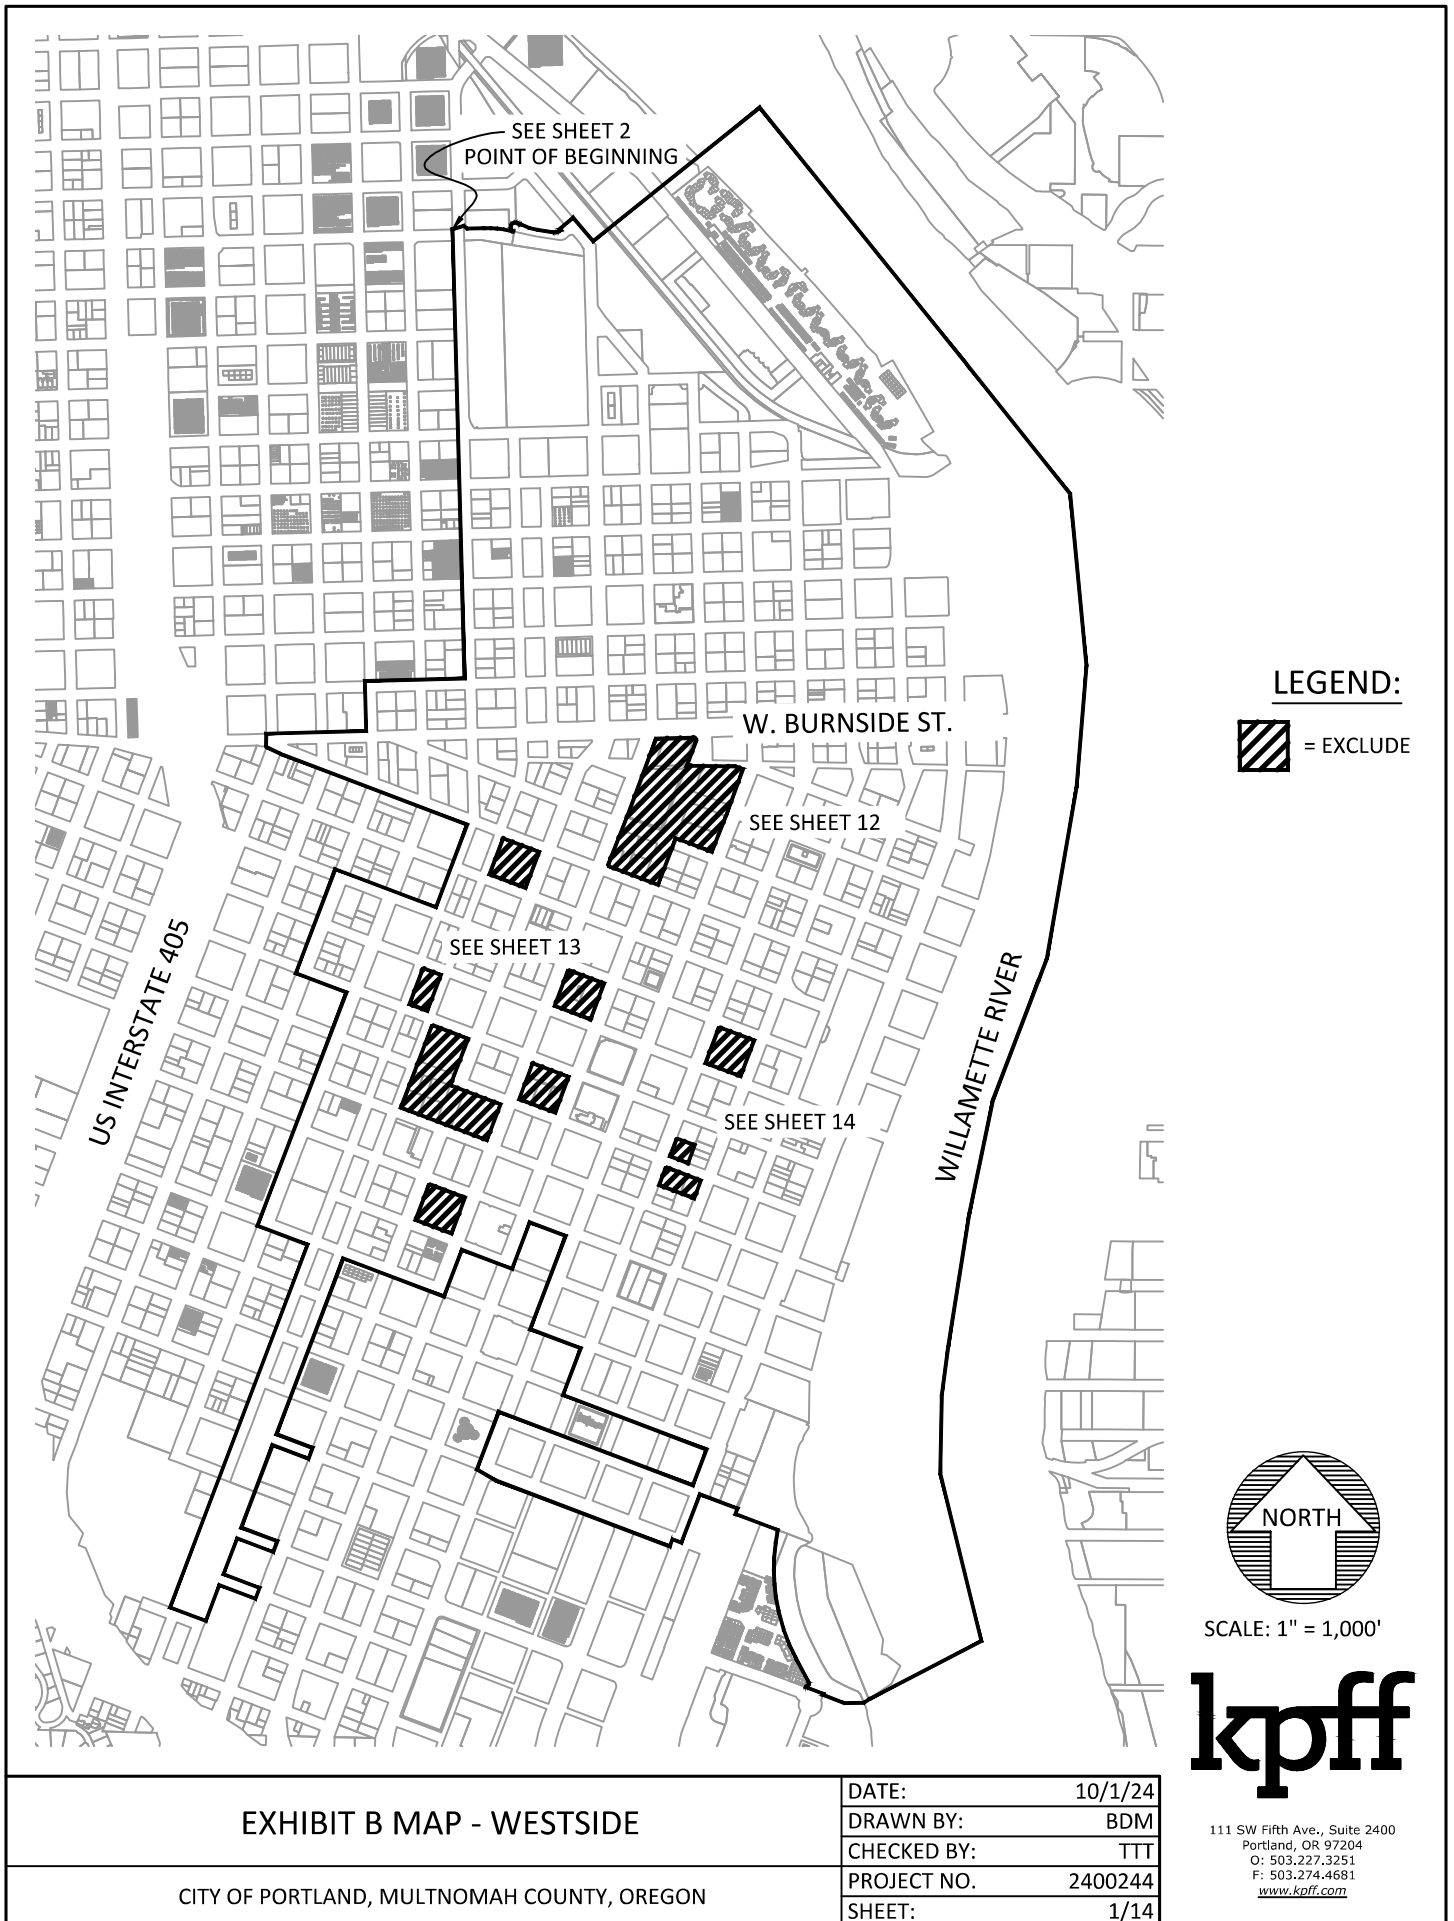 SEE SHEET 2
POINT OF BEGINNING
LEGEND:
= EXCLUDE
W. BURNSIDE ST.
SEE SHEET 12
SEE SHEET 13
US INTERSTATE 405
WILLAMETTE RIVER
SEE SHEET 14
NORTH
SCALE: 1" = 1,000'
kpff
111 SW Fifth Ave., Suite 2400
Portland, OR 97204
O: 503.227.3251
F: 503.274.4681
www.kpff.com
EXHIBIT B MAP - WESTSIDE
CITY OF PORTLAND, MULTNOMAH COUNTY, OREGON
DATE: 10/1/24
DRAWN BY: BDM
CHECKED BY: TTT
PROJECT NO. 2400244
SHEET: 1/14